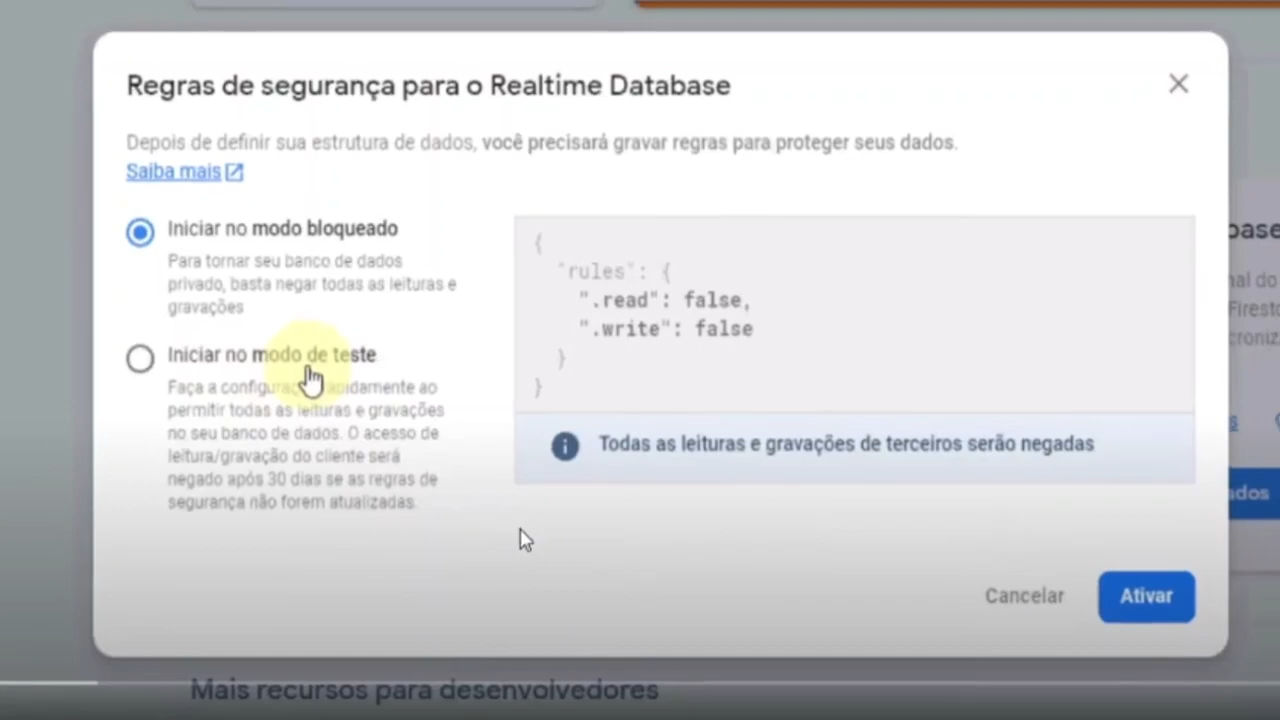 Regras de segurança para o Realtime Database
Depois de definir sua estrutura de dados, você precisará gravar regras para proteger seus dados.
Saiba mais
Iniciar no modo bloqueado
Para tornar seu banco de dados
privado, basta negar todas as leituras e
gravações
Iniciar no modo de teste
Faça a configuração rapidamente ao
permitir todas as leituras e gravações
no seu banco de dados. O acesso de
leitura/gravação do cliente será
negado após 30 dias se as regras de
segurança não forem atualizadas.
{
"rules": {
".read": false,
".write": false
}
}
Todas as leituras e gravações de terceiros serão negadas
Cancelar
Ativar
Mais recursos para desenvolvedores